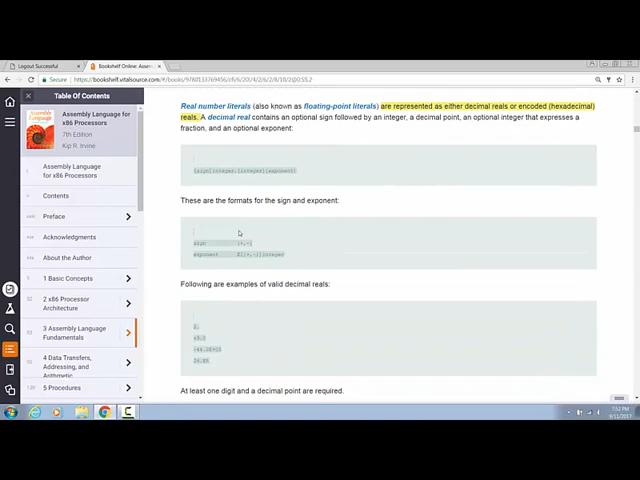 Logout Successful
Bookshelf Online: Assem
Secure
https://bookshelf.vitalsource.com/#/books/9780133769456/cfi/6/20!/4/2/6/2/8/10/2@0:55.2
Table Of Contents
Assembly Language for
x86 Processors
7th Edition
Kip R. Irvine
Assembly Language
for x86 Processors
Contents
Preface
Acknowledgments
About the Author
1 Basic Concepts
2 x86 Processor
Architecture
3 Assembly Language
Fundamentals
4 Data Transfers,
Addressing, and
Arithmetic
5 Procedures
Real number literals (also known as floating-point literals) are represented as either decimal reals or encoded (hexadecimal)
reals. A decimal real contains an optional sign followed by an integer, a decimal point, an optional integer that expresses a
fraction, and an optional exponent:
[sign]integer.[integer][exponent]
These are the formats for the sign and exponent:
sign {+,-}
exponent E[{+,-}]integer
Following are examples of valid decimal reals:
2.
+3.0
-44.2E+05
26.E5
At least one digit and a decimal point are required.
7:52 PM
9/11/2017